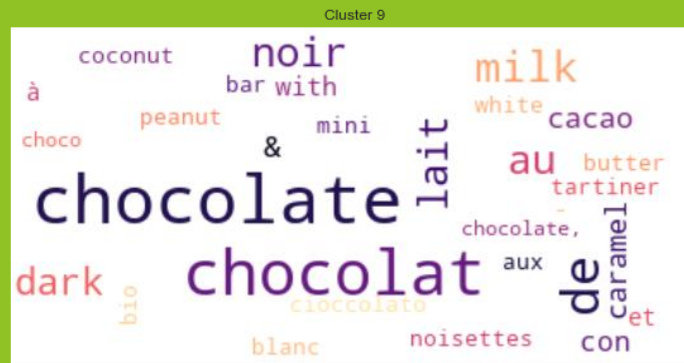 Cluster 9
coconut
noir
milk
bar
with
à
white
peanut
mini
cacao
choco
&
lait
au
butter
tartiner
chocolate
-
chocolate,
caramel
chocolat
aux
de
dark
bio
cioccolato
et
blanc
noisettes
con